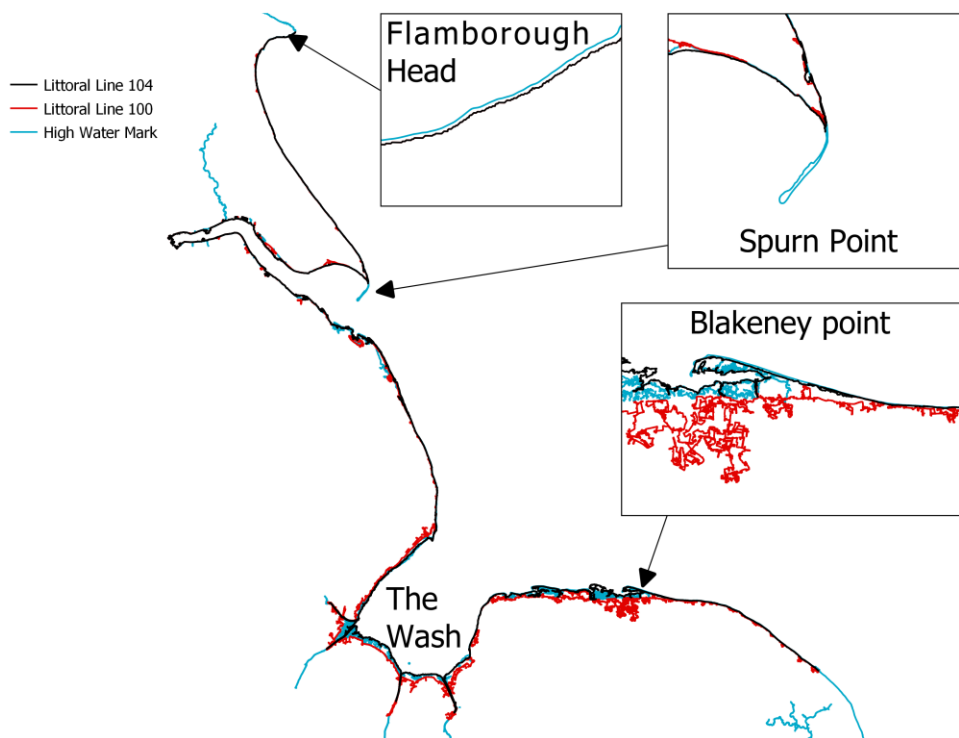 Flamborough
Head
Littoral Line 104
Littoral Line 100
High Water Mark
Spurn Point
Blakeney point
The
Wash